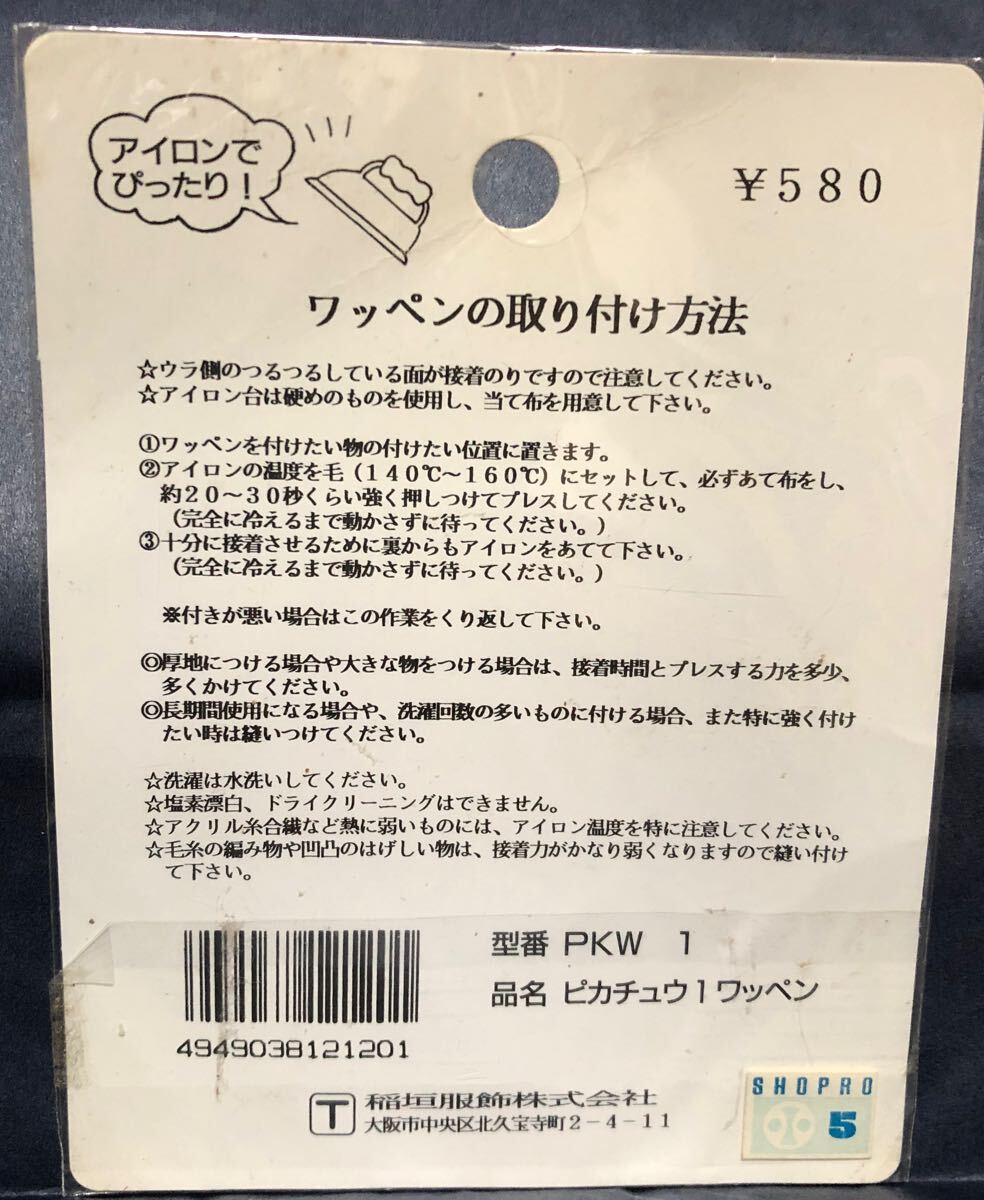 アイロンで
ぴったり！
¥580
ワッペンの取り付け方法
☆ウラ側のつるつるしている面が接着のりですので注意してください。
☆アイロン台は硬めのものを使用し、当て布を用意して下さい。
①ワッペンを付けたい物の付けたい位置に置きます。
②アイロンの温度を毛（140℃～160℃）にセットして、必ずあて布をし、
約20～30秒くらい強く押しつけてプレスしてください。
（完全に冷えるまで動かさずに待ってください。）
③十分に接着させるために裏からもアイロンをあてて下さい。
（完全に冷えるまで動かさずに待ってください。）
※付きが悪い場合はこの作業をくり返して下さい。
◎厚地につける場合や大きな物をつける場合は、接着時間とプレスする力を多少、
多くかけてください。
◎長期間使用になる場合や、洗濯回数の多いものに付ける場合、また特に強く付け
たい時は縫いつけてください。
☆洗濯は水洗いしてください。
☆塩素漂白、ドライクリーニングはできません。
☆アクリル糸合繊など熱に弱いものには、アイロン温度を特に注意してください。
☆毛糸の編み物や凹凸のはげしい物は、接着力がかなり弱くなりますので縫い付け
て下さい。
型番 PKW 1
品名 ピカチュウ1ワッペン
4949038121201
T 稲垣服飾株式会社
大阪市中央区北久宝寺町2-4-11
SHOPRO
5